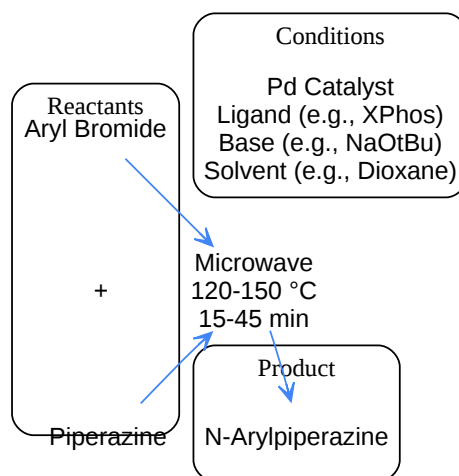 Conditions
Pd Catalyst
Ligand (e.g., XPhos)
Base (e.g., NaOtBu)
Solvent (e.g., Dioxane)
Reactants
Aryl Bromide
+
Piperazine
Microwave
120-150 °C
15-45 min
Product
N-Arylpiperazine